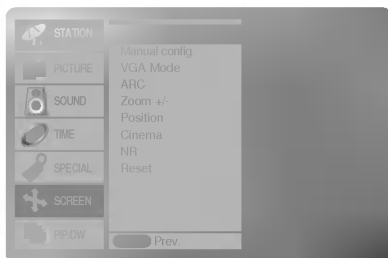 STATION
PICTURE
SOUND
TIME
SPECIAL
SCREEN
PIP/DW
Manual config.
VGA Mode
ARC
Zoom +/-
Position
Cinema
NR
Reset
Prev.